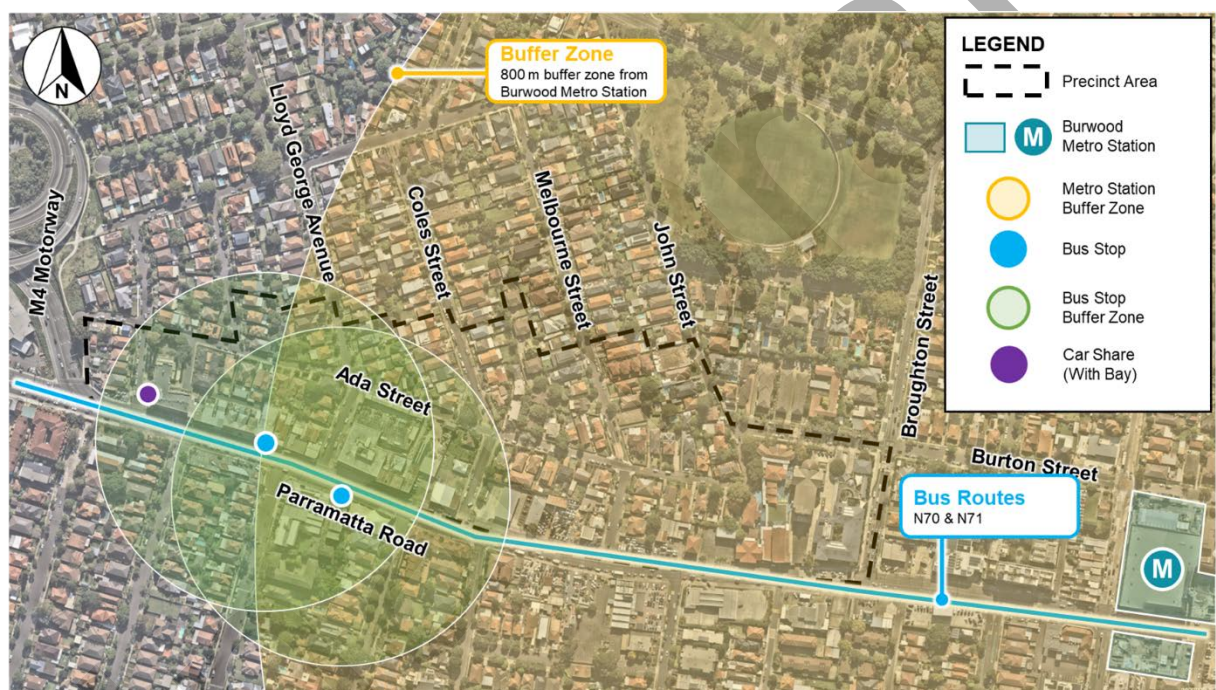 N
Buffer Zone
800 m buffer zone from
Burwood Metro Station
Lloyd George Avenue
M4 Motorway
Coles Street
Melbourne Street
John Street
Broughton Street
Ada Street
Parramatta Road
Burton Street
Bus Routes
N70 & N71
M
LEGEND
Precinct Area
M
Burwood
Metro Station
Metro Station
Buffer Zone
Bus Stop
Bus Stop
Buffer Zone
Car Share
(With Bay)